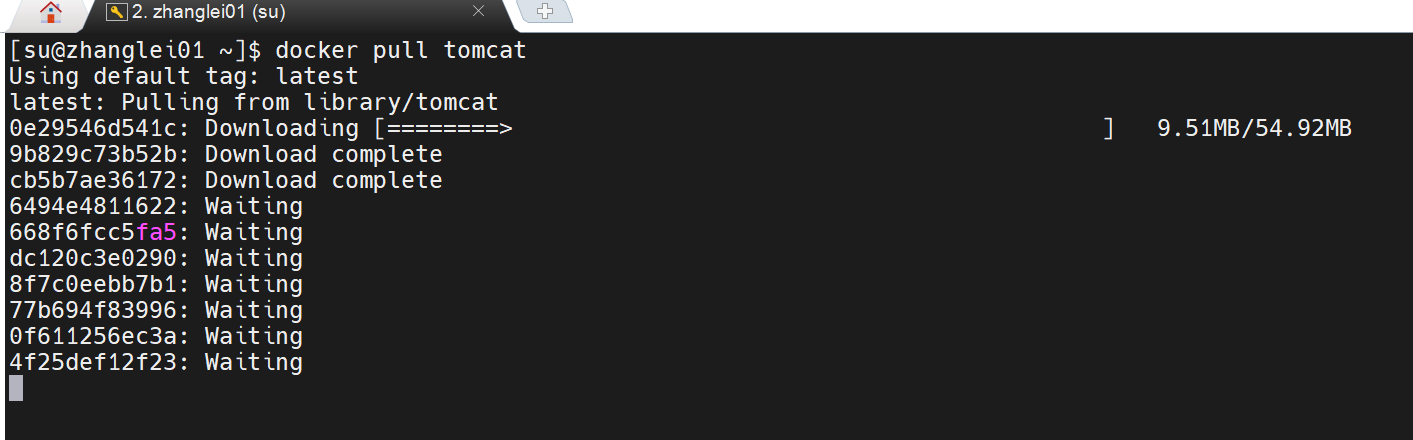 2. zhanglei01 (su)
[su@zhanglei01 ~]$ docker pull tomcat
Using default tag: latest
latest: Pulling from library/tomcat
0e29546d541c: Downloading [========>                                          ]   9.51MB/54.92MB
9b829c73b52b: Download complete
cb5b7ae36172: Download complete
6494e4811622: Waiting
668f6fcc5fa5: Waiting
dc120c3e0290: Waiting
8f7c0eebb7b1: Waiting
77b694f83996: Waiting
0f611256ec3a: Waiting
4f25def12f23: Waiting